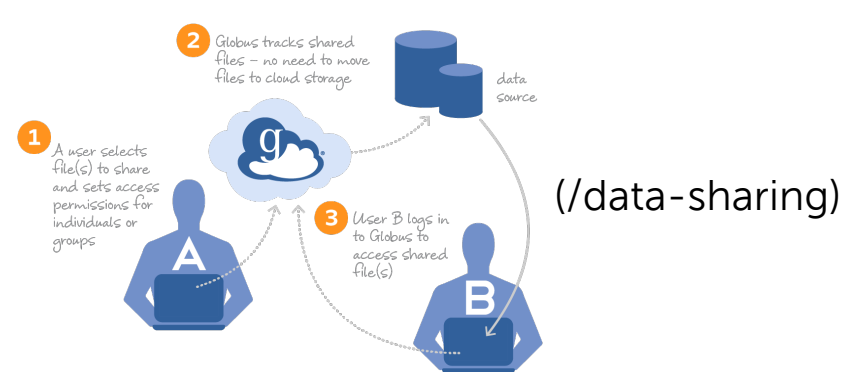 1
A user selects
file(s) to share
and sets access
permissions for
individuals or
groups
2
Globus tracks shared
files – no need to move
files to cloud storage
data
source
g
3
User B logs in
to Globus to
access shared
file(s)
A
B
(/data-sharing)